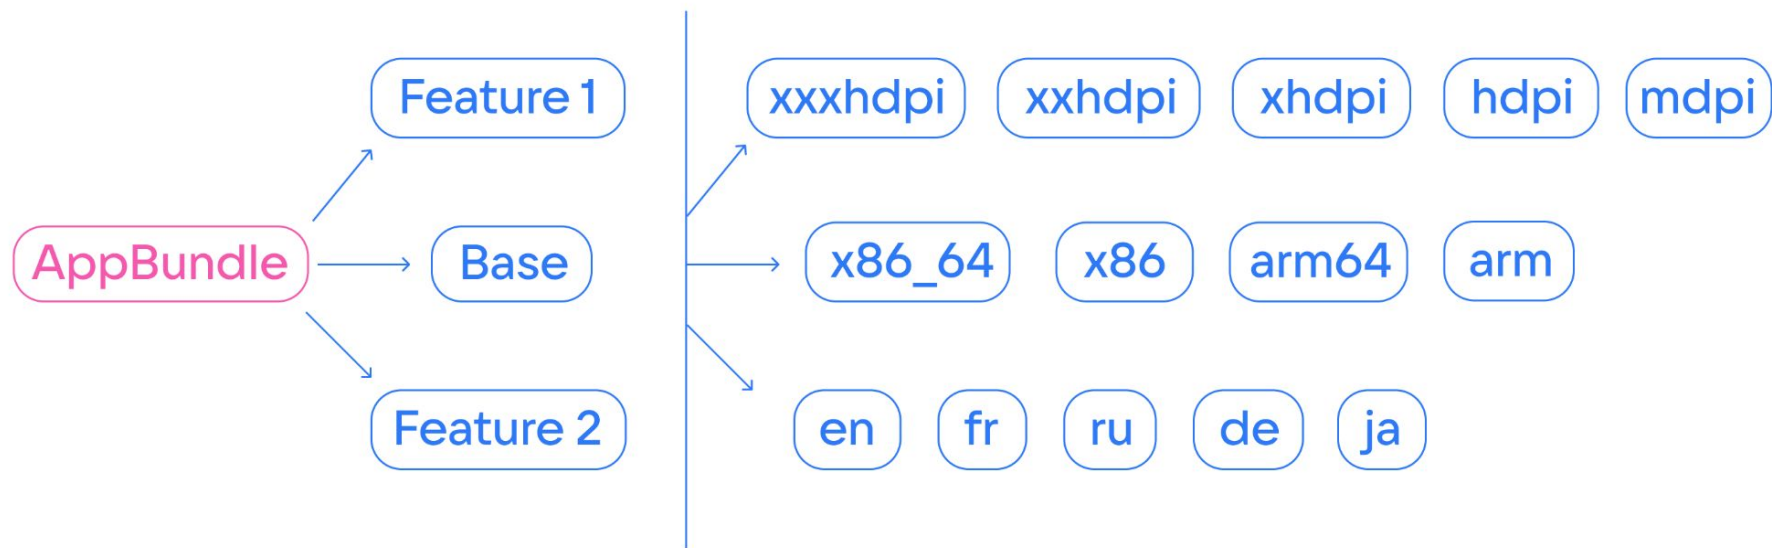 Feature 1
AppBundle
Base
Feature 2
xxxhdpi xxhdpi xhdpi hdpi mdpi
x86_64 x86 arm64 arm
en fr ru de ja